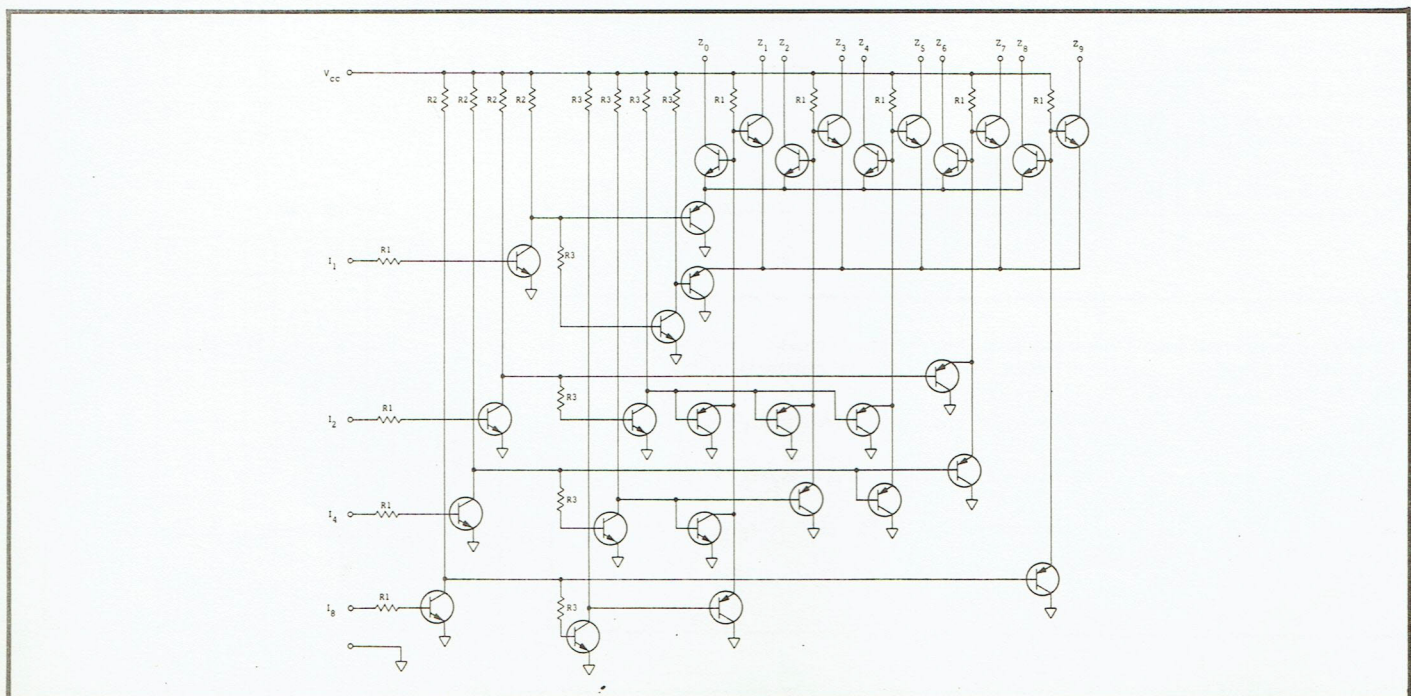 Z0 Z1 Z2 Z3 Z4 Z5 Z6 Z7 Z8 Z9
Vcc
R2 R2 R2 R2 R3 R3 R3 R3 R1 R1 R1 R1 R1
I1 R1
R3
I2 R1
R3
I4 R1
R3
I8 R1
R3